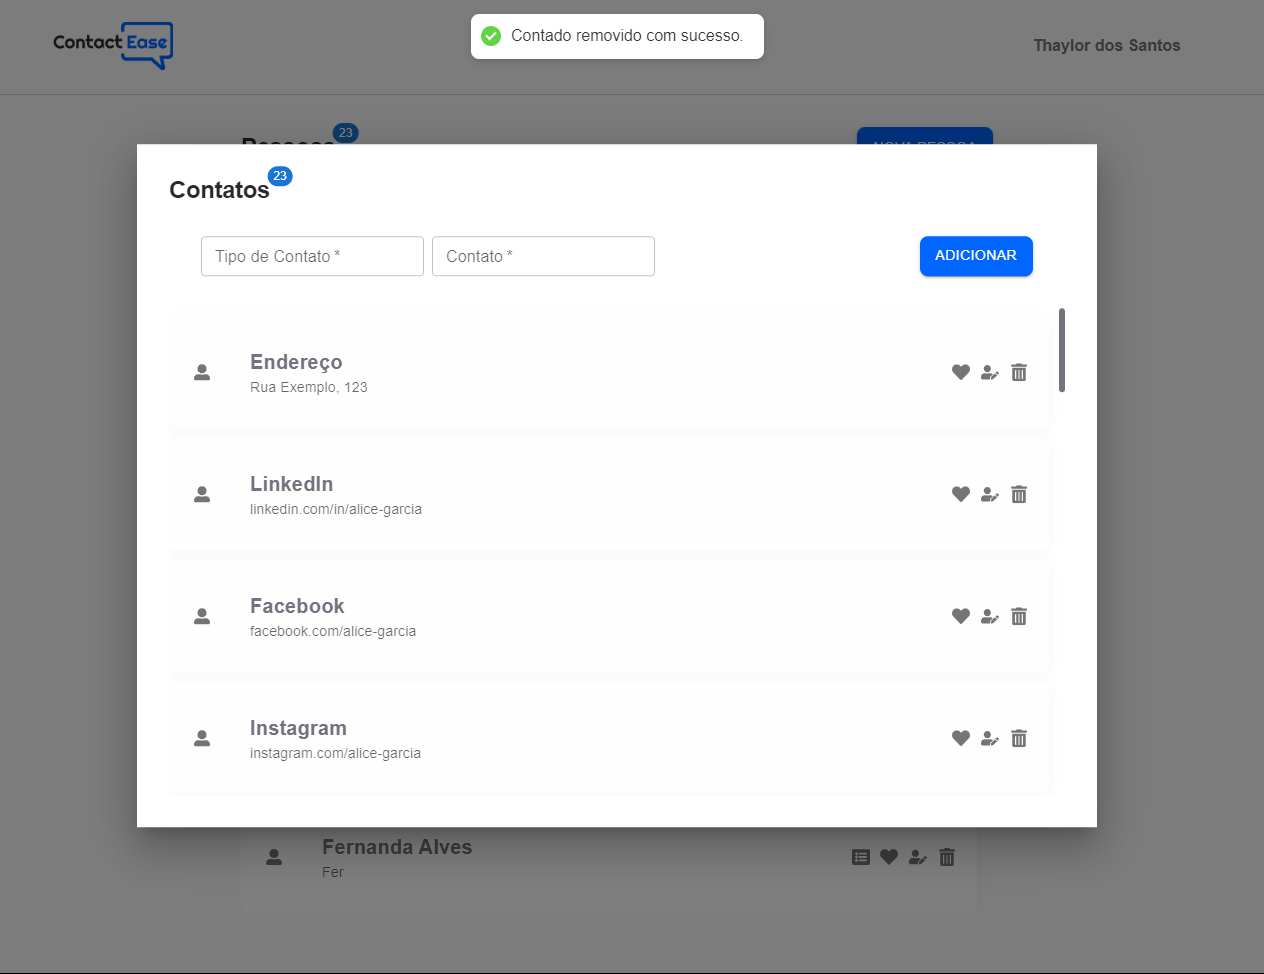 Contact Ease
Contado removido com sucesso.
Thaylor dos Santos
Pessoas 23
NOVA PESSOA
Contatos 23
Tipo de Contato *
Contato *
ADICIONAR
Endereço
Rua Exemplo, 123
LinkedIn
linkedin.com/in/alice-garcia
Facebook
facebook.com/alice-garcia
Instagram
instagram.com/alice-garcia
Fernanda Alves
Fer